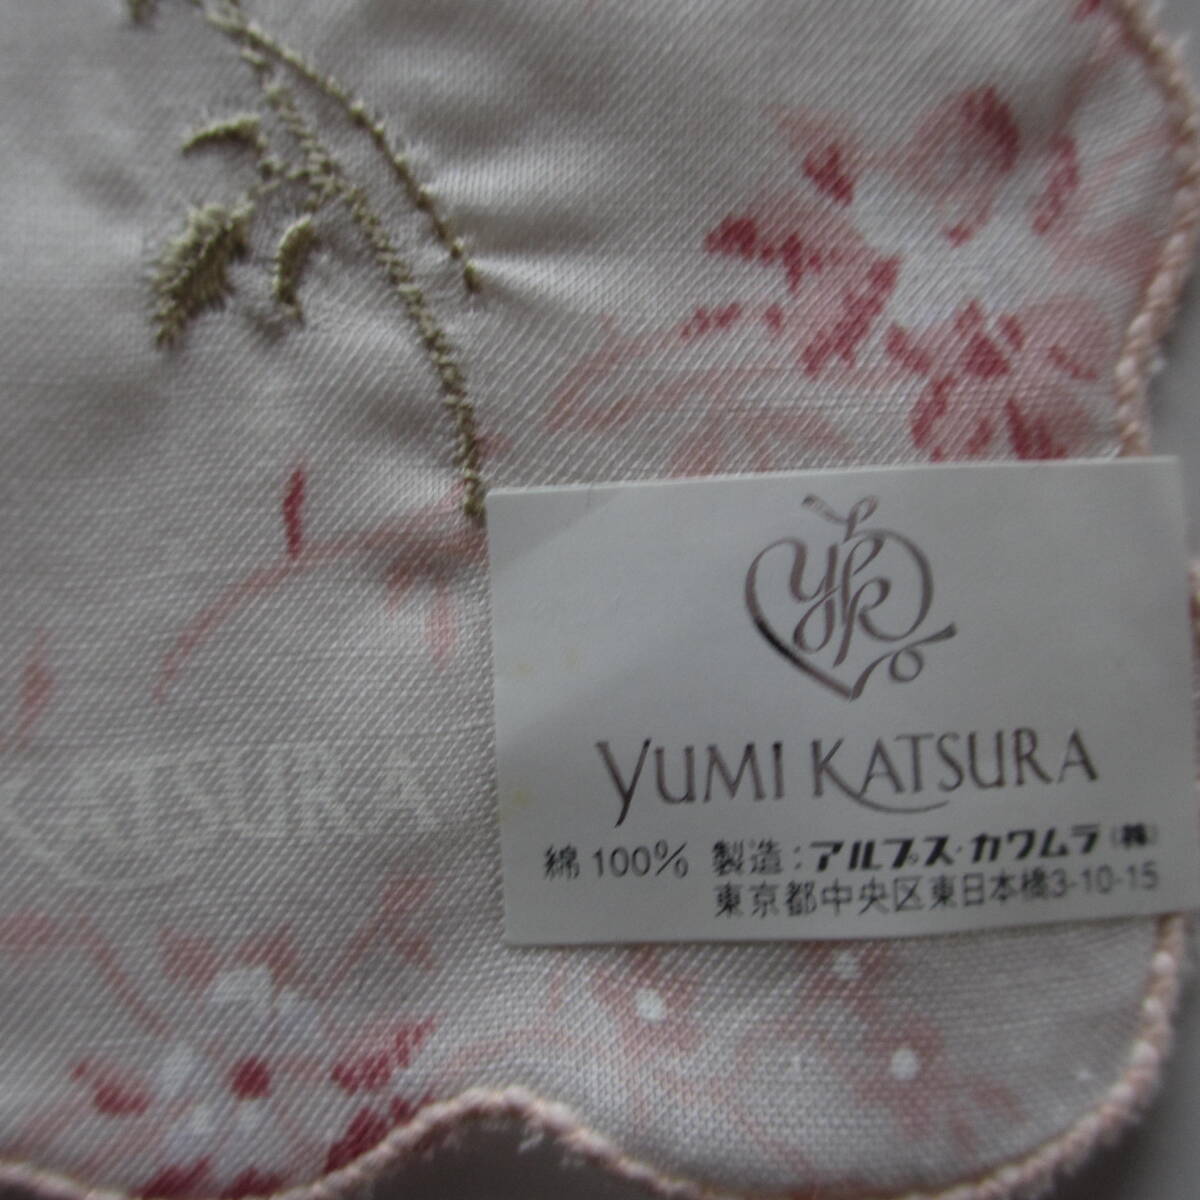 YK
YUMI KATSURA
KATSURA
綿 100% 製造:アルプス・カワムラ(株)
東京都中央区東日本橋3-10-15